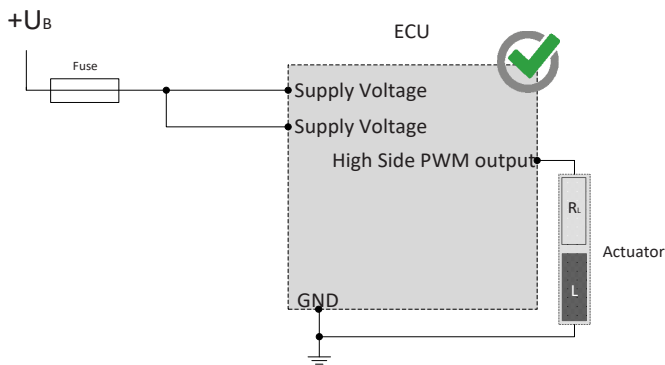 +UB
ECU
Fuse
Supply Voltage
Supply Voltage
High Side PWM output
RL
Actuator
L
GND